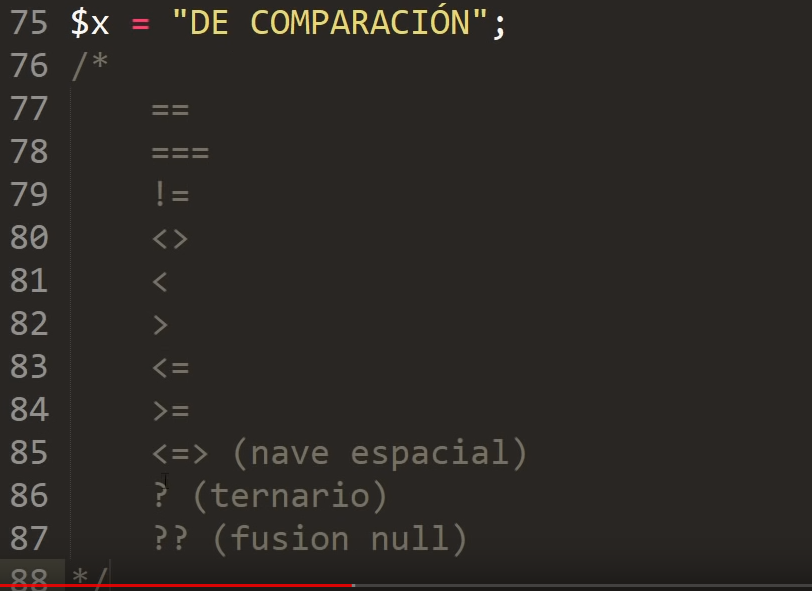 75 $x = "DE COMPARACIÓN";
76 /*
77 ==
78 ===
79 !=
80 <>
81 <
82 >
83 <=
84 >=
85 <=> (nave espacial)
86 ? (ternario)
87 ?? (fusion null)
88 */